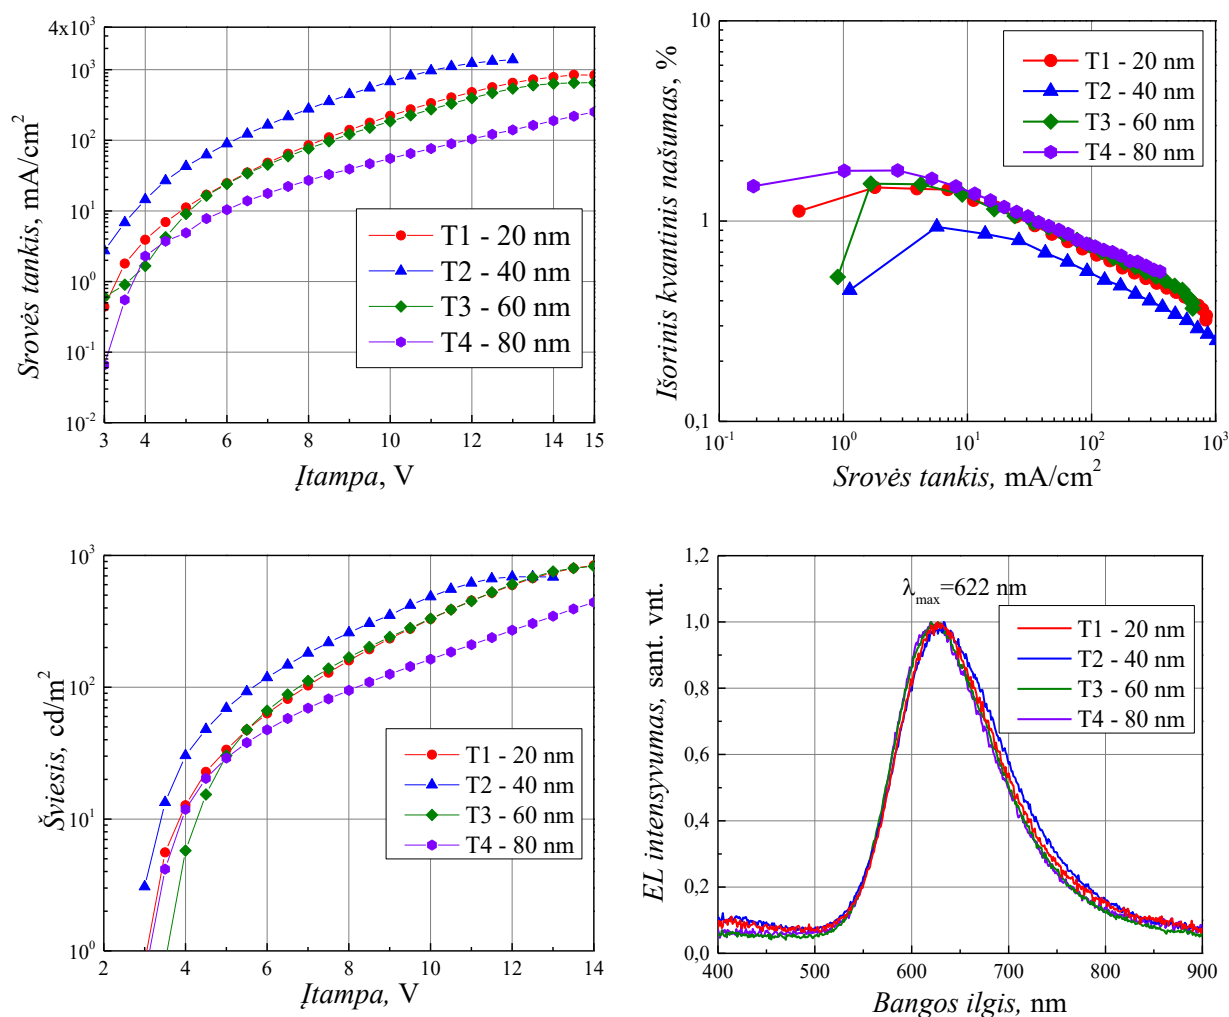 4x10³
10³
10²
10¹
10⁰
10⁻¹
10⁻²
Srovės tankis, mA/cm²
T1 - 20 nm
T2 - 40 nm
T3 - 60 nm
T4 - 80 nm
3 4 6 8 10 12 14 15
Įtampa, V
10
1
0,1
Išorinis kvantinis našumas, %
T1 - 20 nm
T2 - 40 nm
T3 - 60 nm
T4 - 80 nm
10⁻¹ 10⁰ 10¹ 10² 10³
Srovės tankis, mA/cm²
10³
10²
10¹
10⁰
Šviesis, cd/m²
T1 - 20 nm
T2 - 40 nm
T3 - 60 nm
T4 - 80 nm
2 4 6 8 10 12 14
Įtampa, V
1,2
1,0
0,8
0,6
0,4
0,2
0,0
EL intensyvumas, sant. vnt.
λmax=622 nm
T1 - 20 nm
T2 - 40 nm
T3 - 60 nm
T4 - 80 nm
400 500 600 700 800 900
Bangos ilgis, nm